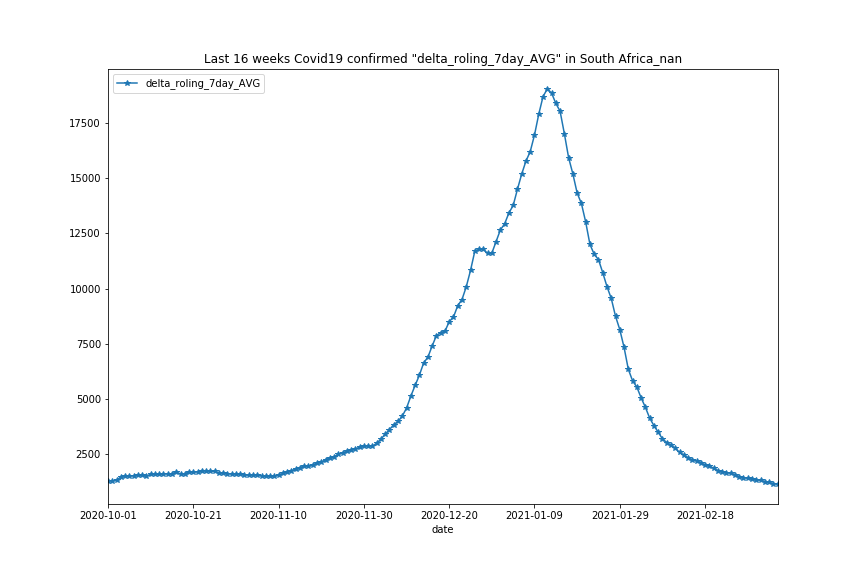 Last 16 weeks Covid19 confirmed "delta_roling_7day_AVG" in South Africa_nan
delta_roling_7day_AVG
17500
15000
12500
10000
7500
5000
2500
2020-10-01 2020-10-21 2020-11-10 2020-11-30 2020-12-20 2021-01-09 2021-01-29 2021-02-18
date